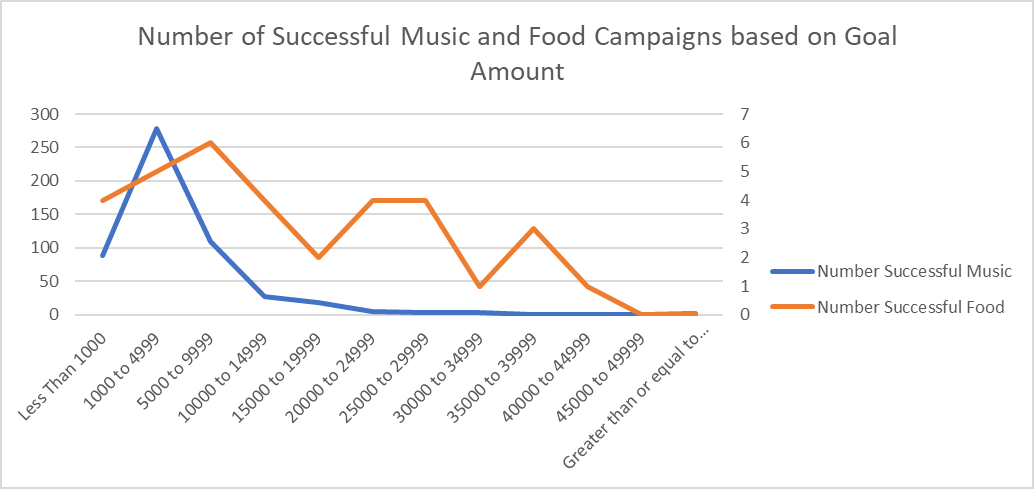 Number of Successful Music and Food Campaigns based on Goal
Amount
300
250
200
150
100
50
0
7
6
5
4
3
2
1
0
Less Than 1000
1000 to 4999
5000 to 9999
10000 to 14999
15000 to 19999
20000 to 24999
25000 to 29999
30000 to 34999
35000 to 39999
40000 to 44999
45000 to 49999
Greater than or equal to...
Number Successful Music
Number Successful Food